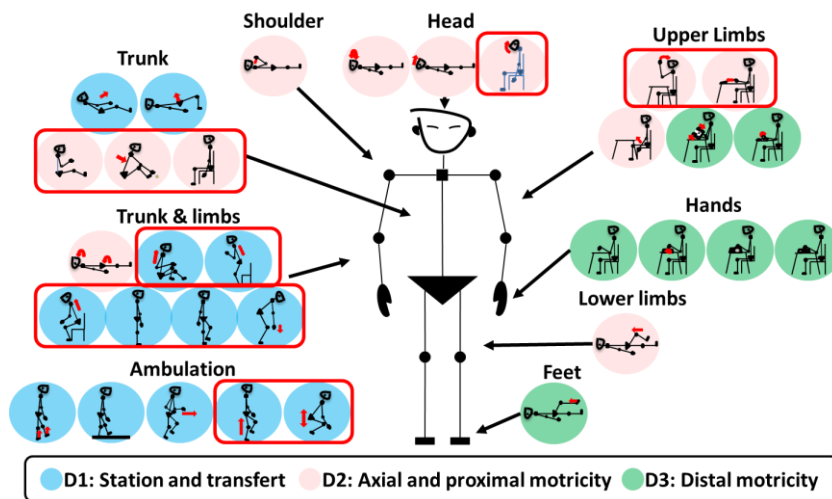 Shoulder
Head
Trunk
Upper Limbs
Trunk & limbs
Hands
Lower limbs
Ambulation
Feet
D1: Station and transfert
D2: Axial and proximal motricity
D3: Distal motricity